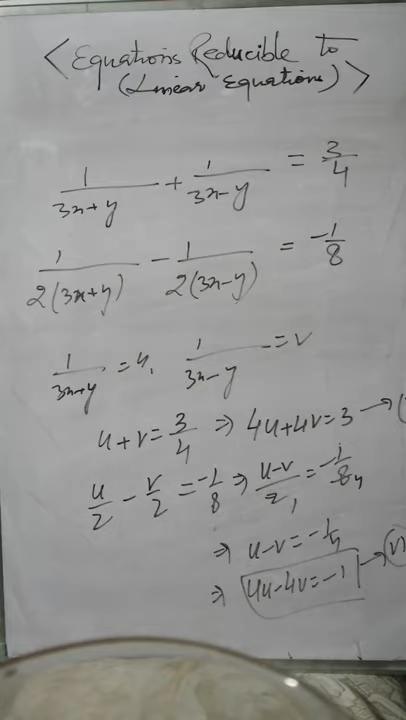 < Equations Reducible to
(Linear Equations) >
1/(3x+y) + 1/(3x-y) = 3/4
1/2(3x+y) - 1/2(3x-y) = -1/8
1/(3x+y) = u, 1/(3x-y) = v
u+v = 3/4 ⇒ 4u+4v = 3 →
u/2 - v/2 = -1/8 ⇒ (u-v)/2 = -1/8
⇒ u-v = -1/4
⇒ 4u-4v = -1 →